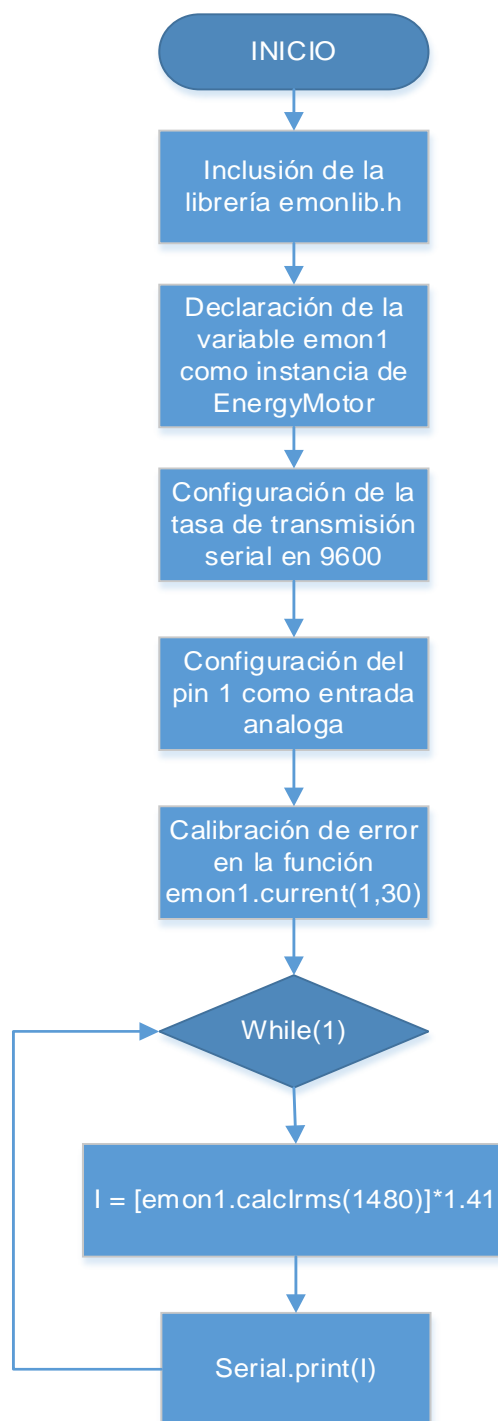 INICIO
Inclusión de la
librería emonlib.h
Declaración de la
variable emon1
como instancia de
EnergyMotor
Configuración de la
tasa de transmisión
serial en 9600
Configuración del
pin 1 como entrada
analoga
Calibración de error
en la función
emon1.current(1,30)
While(1)
I = [emon1.calcIrms(1480)]*1.41
Serial.print(I)